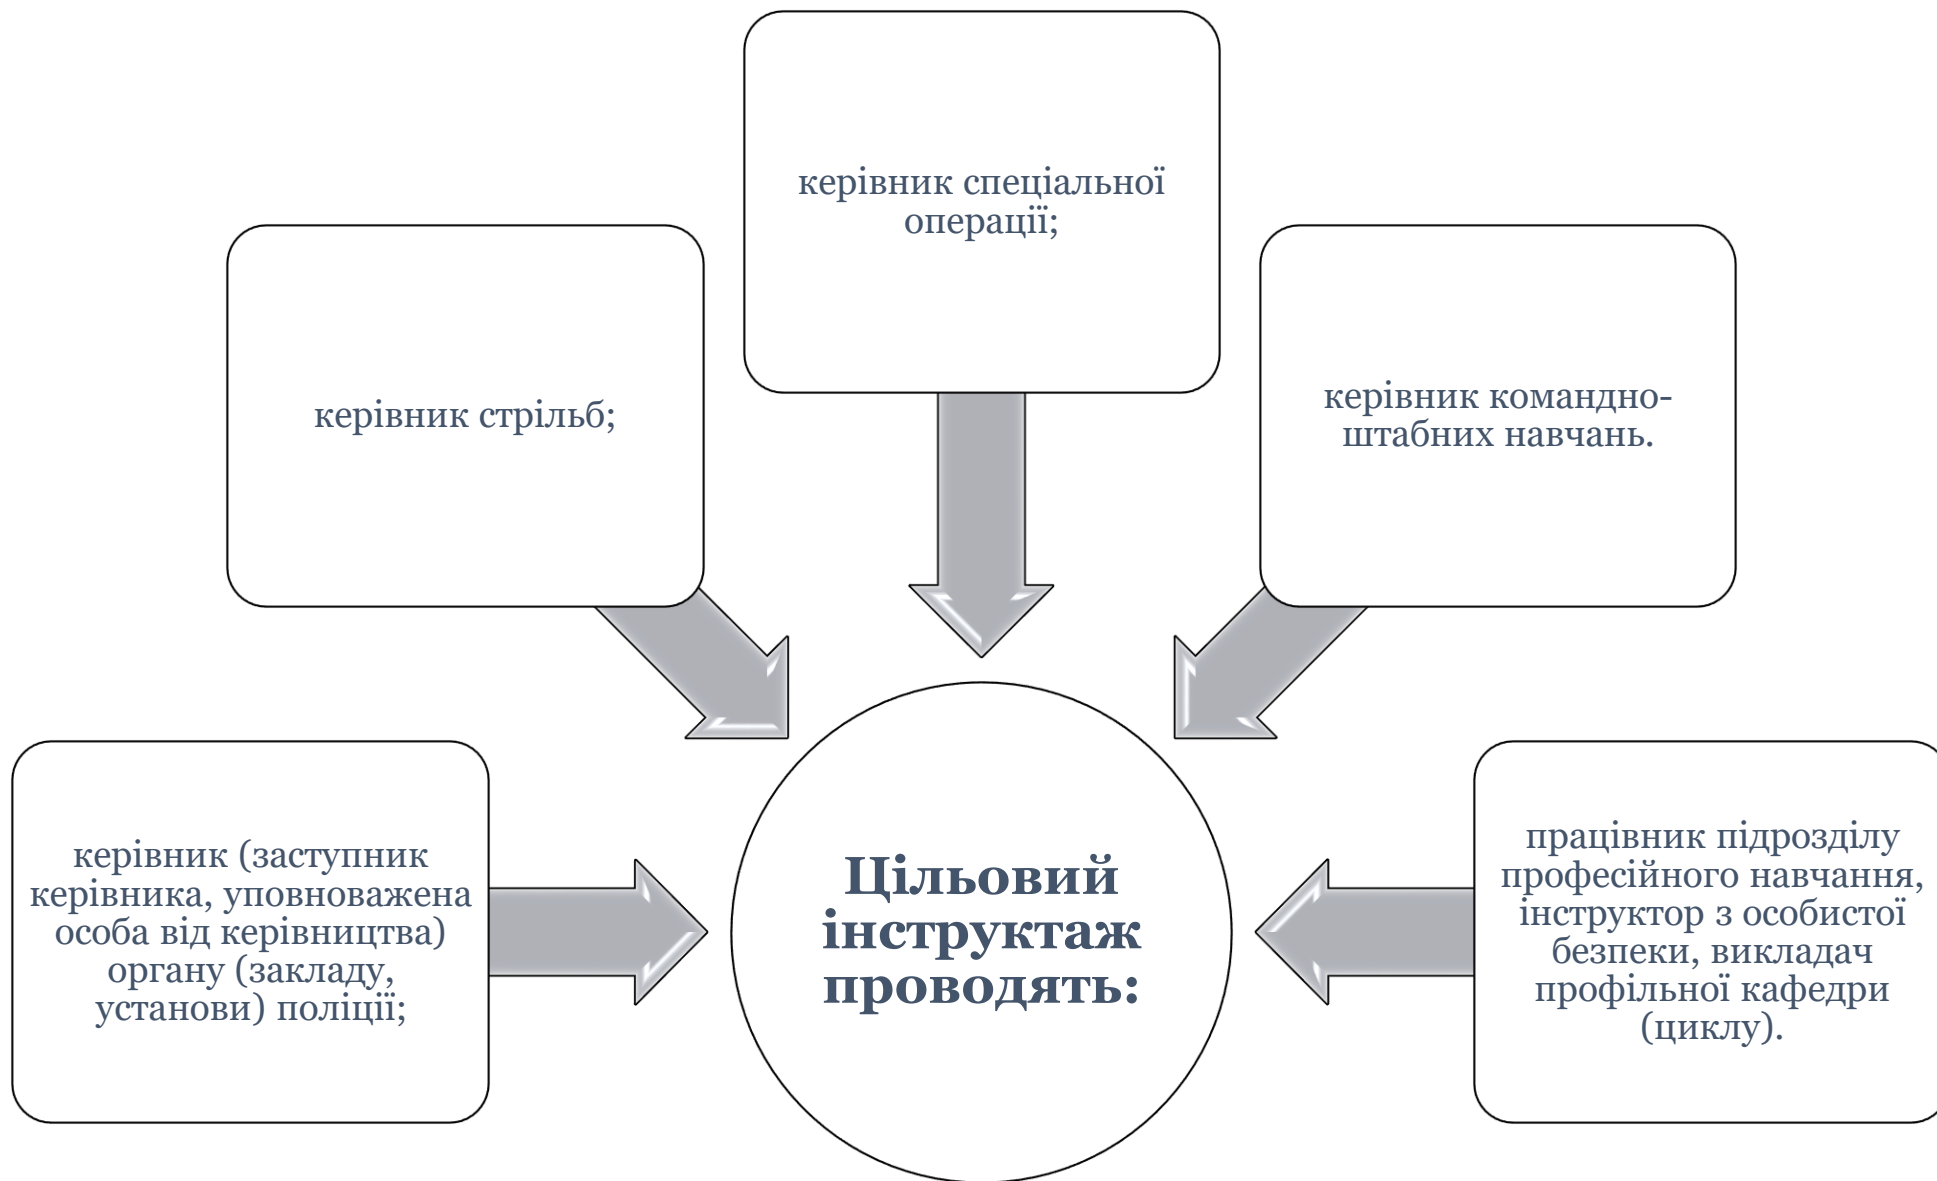 керівник спеціальної
операції;
керівник стрільб;
керівник командно-
штабних навчань.
керівник (заступник
керівника, уповноважена
особа від керівництва)
органу (закладу,
установи) поліції;
Цільовий
інструктаж
проводять:
працівник підрозділу
професійного навчання,
інструктор з особистої
безпеки, викладач
профільної кафедри
(циклу).